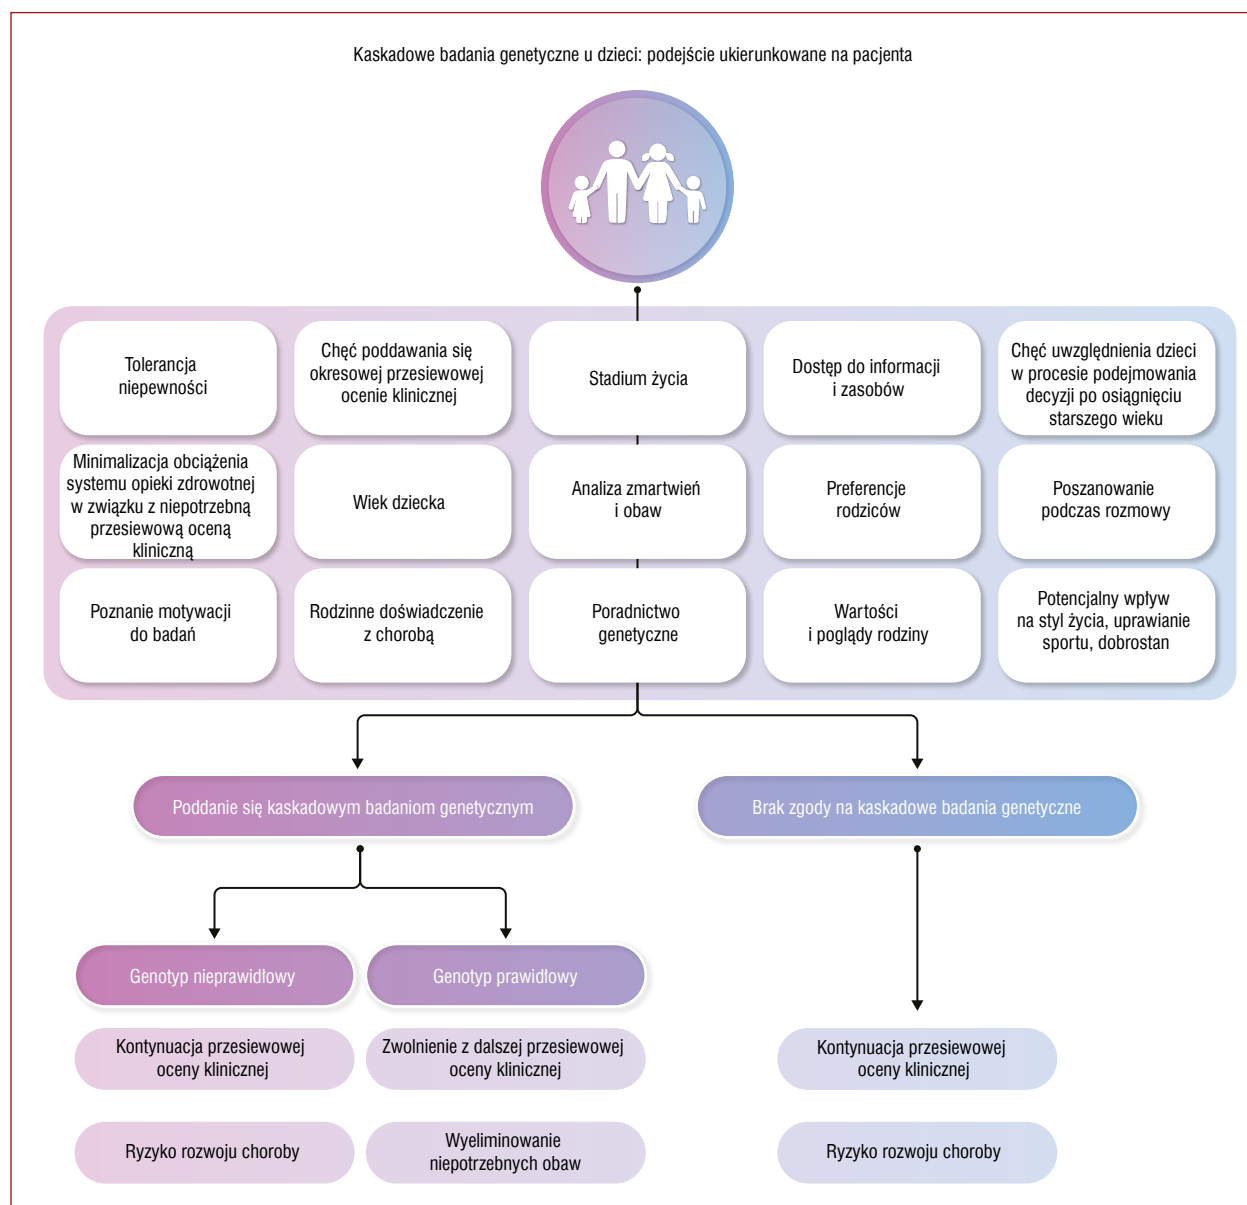 Kaskadowe badania genetyczne u dzieci: podejście ukierunkowane na pacjenta
Tolerancja
niepewności
Chęć poddawania się
okresowej przesiewowej
ocenie klinicznej
Stadium życia
Dostęp do informacji
i zasobów
Chęć uwzględnienia dzieci
w procesie podejmowania
decyzji po osiągnięciu
starszego wieku
Minimalizacja obciążenia
systemu opieki zdrowotnej
w związku z niepotrzebną
przesiewową oceną
kliniczną
Wiek dziecka
Analiza zmartwień
i obaw
Preferencje
rodziców
Poszanowanie
podczas rozmowy
Poznanie motywacji
do badań
Rodzinne doświadczenie
z chorobą
Poradnictwo
genetyczne
Wartości
i poglądy rodziny
Potencjalny wpływ
na styl życia, uprawianie
sportu, dobrostan
Poddanie się kaskadowym badaniom genetycznym
Brak zgody na kaskadowe badania genetyczne
Genotyp nieprawidłowy
Genotyp prawidłowy
Kontynuacja przesiewowej
oceny klinicznej
Zwolnienie z dalszej przesiewowej
oceny klinicznej
Kontynuacja przesiewowej
oceny klinicznej
Ryzyko rozwoju choroby
Wyeliminowanie
niepotrzebnych obaw
Ryzyko rozwoju choroby